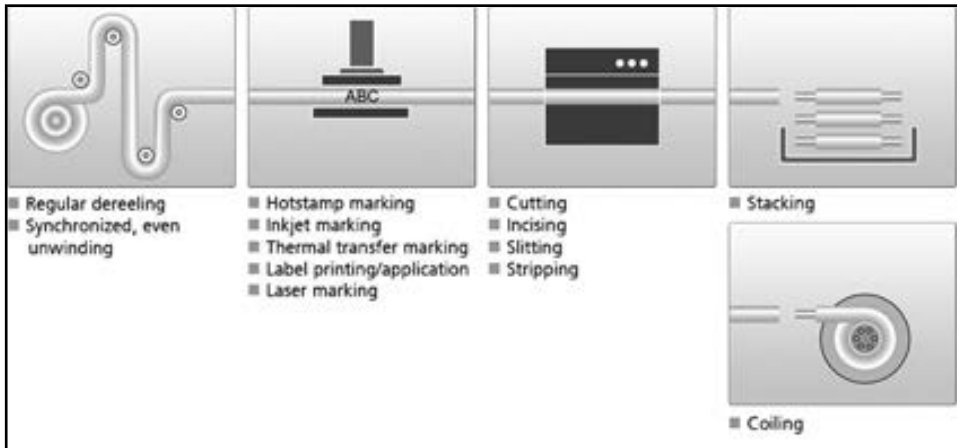 ABC
Regular dereeling
Synchronized, even
unwinding
Hotstamp marking
Inkjet marking
Thermal transfer marking
Label printing/application
Laser marking
Cutting
Incising
Slitting
Stripping
Stacking
Coiling